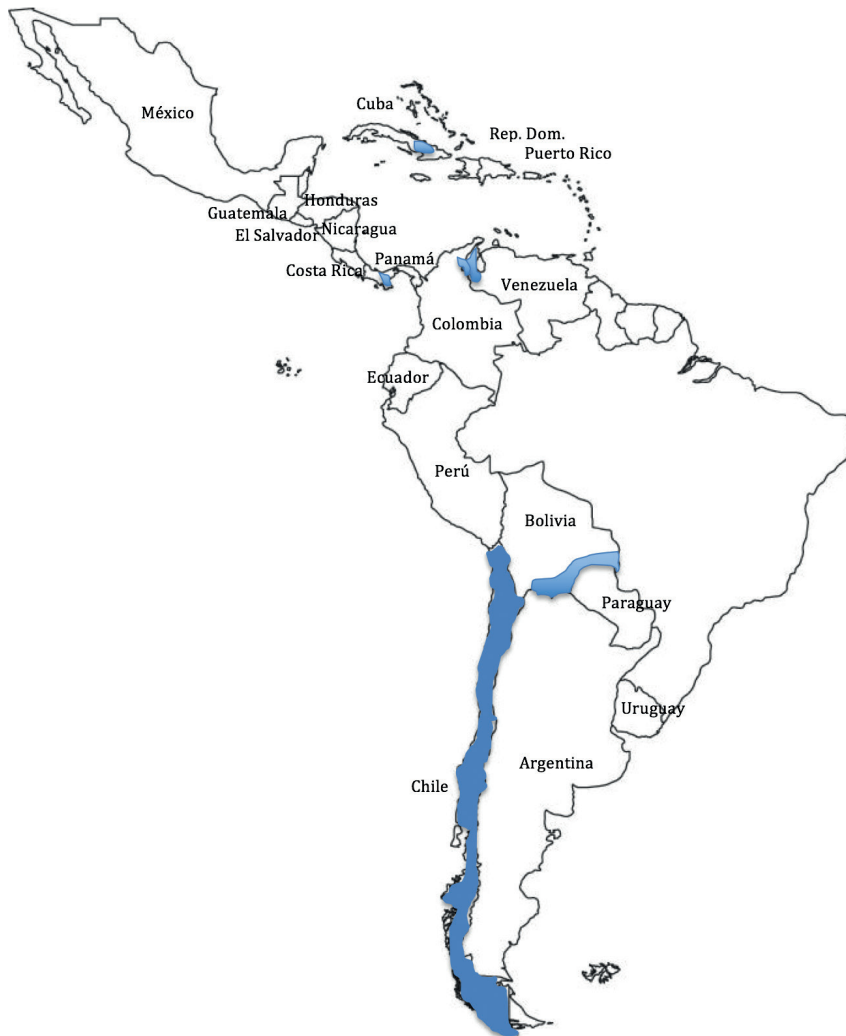 México
Cuba
Rep. Dom.
Puerto Rico
Honduras
Guatemala
El Salvador
Nicaragua
Costa Rica
Panamá
Venezuela
Colombia
Ecuador
Perú
Bolivia
Paraguay
Uruguay
Argentina
Chile